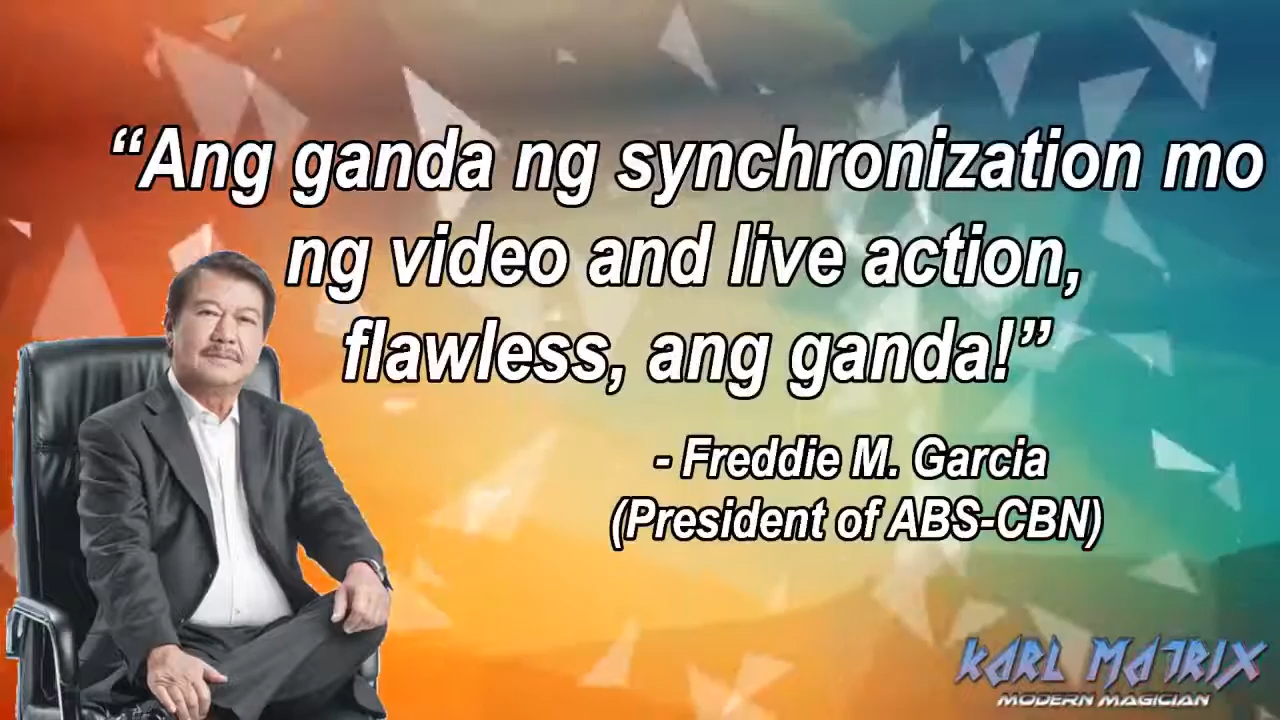 “Ang ganda ng synchronization mo
ng video and live action,
flawless, ang ganda!”
- Freddie M. Garcia
(President of ABS-CBN)
KARL MATRIX
MODERN MAGICIAN